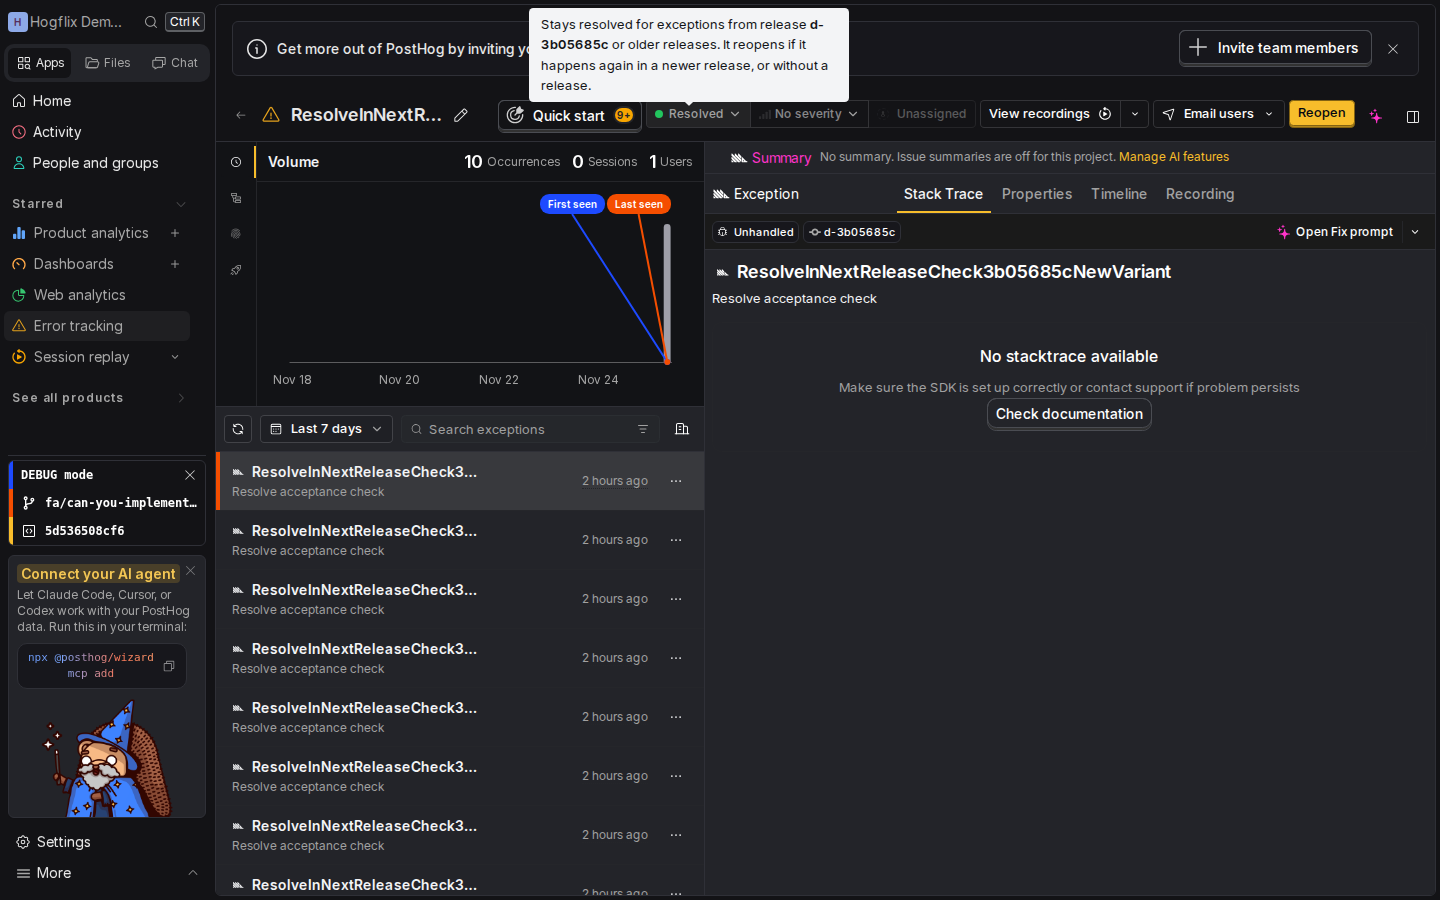 H
Hogflix Dem...
Ctrl K
Apps
Files
Chat
Home
Activity
People and groups
Starred
Product analytics
Dashboards
Web analytics
Error tracking
Session replay
See all products
DEBUG mode
fa/can-you-implement…
5d536508cf6
Connect your AI agent
Let Claude Code, Cursor, or
Codex work with your PostHog
data. Run this in your terminal:
npx @posthog/wizard
mcp add
Settings
More
Get more out of PostHog by inviting yo
Invite team members
Stays resolved for exceptions from release d-
3b05685c or older releases. It reopens if it
happens again in a newer release, or without a
release.
ResolveInNextR...
Quick start
9+
Resolved
No severity
Unassigned
View recordings
Email users
Reopen
Volume
10 Occurrences
0 Sessions
1 Users
First seen
Last seen
Nov 18
Nov 20
Nov 22
Nov 24
Last 7 days
Search exceptions
ResolveInNextReleaseCheck3...
Resolve acceptance check
2 hours ago
ResolveInNextReleaseCheck3...
Resolve acceptance check
2 hours ago
ResolveInNextReleaseCheck3...
Resolve acceptance check
2 hours ago
ResolveInNextReleaseCheck3...
Resolve acceptance check
2 hours ago
ResolveInNextReleaseCheck3...
Resolve acceptance check
2 hours ago
ResolveInNextReleaseCheck3...
Resolve acceptance check
2 hours ago
ResolveInNextReleaseCheck3...
Resolve acceptance check
2 hours ago
ResolveInNextReleaseCheck3...
2 hours ago
Summary
No summary. Issue summaries are off for this project. Manage AI features
Exception
Stack Trace
Properties
Timeline
Recording
Unhandled
d-3b05685c
Open Fix prompt
ResolveInNextReleaseCheck3b05685cNewVariant
Resolve acceptance check
No stacktrace available
Make sure the SDK is set up correctly or contact support if problem persists
Check documentation